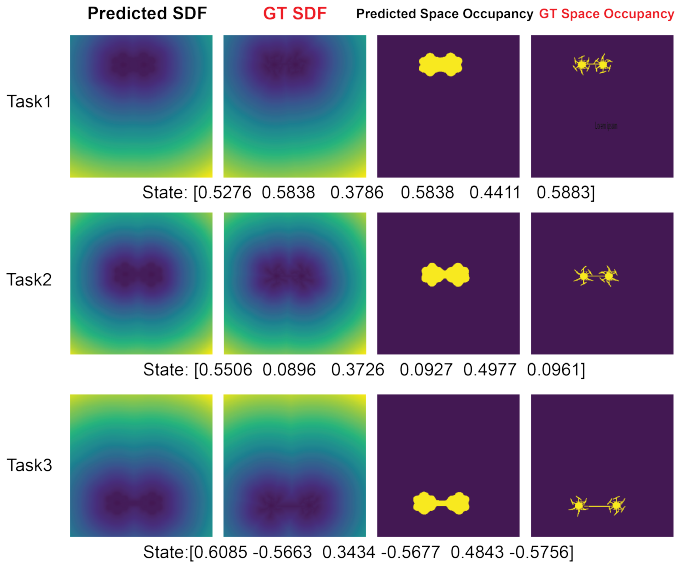 Predicted SDF GT SDF Predicted Space Occupancy GT Space Occupancy
Task1
State: [0.5276 0.5838 0.3786 0.5838 0.4411 0.5883]
Task2
State: [0.5506 0.0896 0.3726 0.0927 0.4977 0.0961]
Task3
State:[0.6085 -0.5663 0.3434 -0.5677 0.4843 -0.5756]